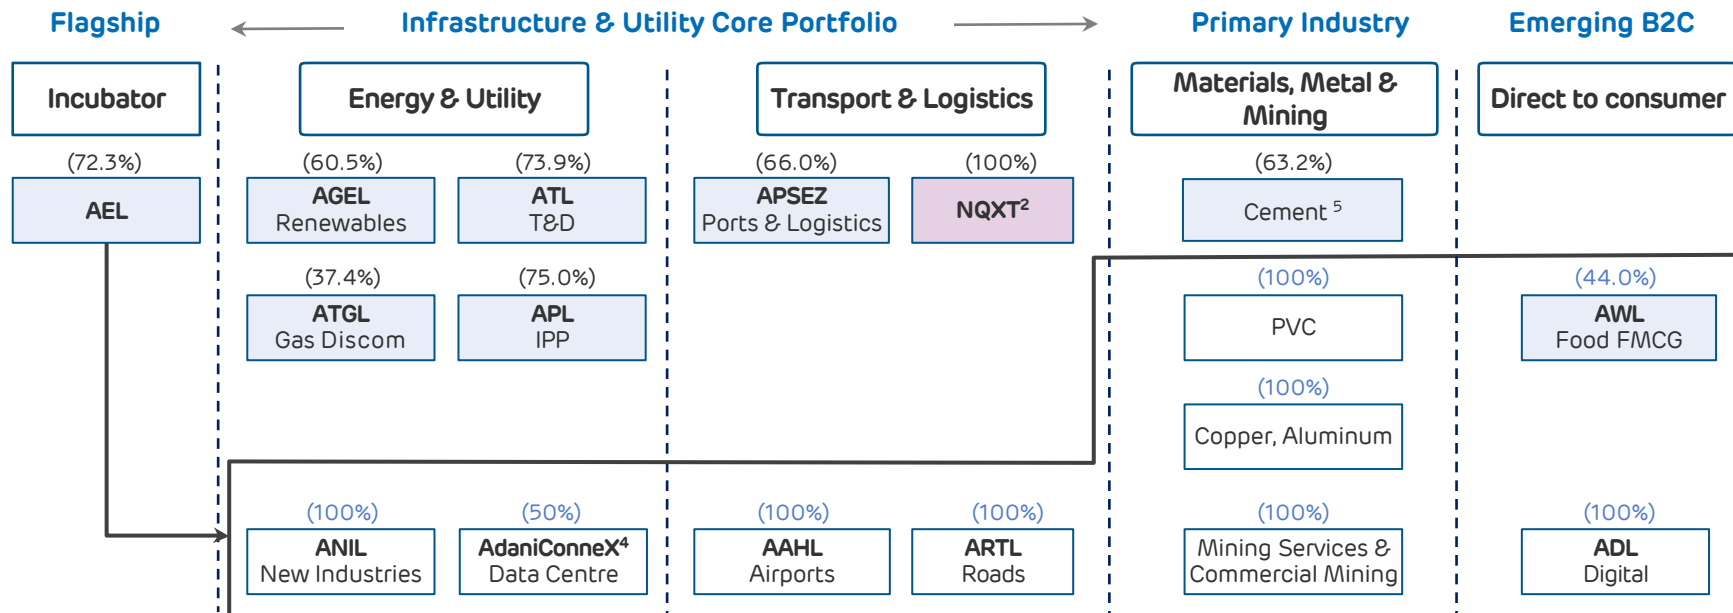 Flagship
Infrastructure & Utility Core Portfolio
Primary Industry
Emerging B2C
Incubator
Energy & Utility
Transport & Logistics
Materials, Metal &
Mining
Direct to consumer
(72.3%)
(60.5%)
(73.9%)
(66.0%)
(100%)
(63.2%)
AEL
AGEL
Renewables
ATL
T&D
APSEZ
Ports & Logistics
NQXT²
Cement ⁵
(37.4%)
(75.0%)
(100%)
(44.0%)
ATGL
Gas Discom
APL
IPP
PVC
AWL
Food FMCG
(100%)
Copper, Aluminum
(100%)
(50%)
(100%)
(100%)
(100%)
(100%)
ANIL
New Industries
AdaniConneX⁴
Data Centre
AAHL
Airports
ARTL
Roads
Mining Services &
Commercial Mining
ADL
Digital